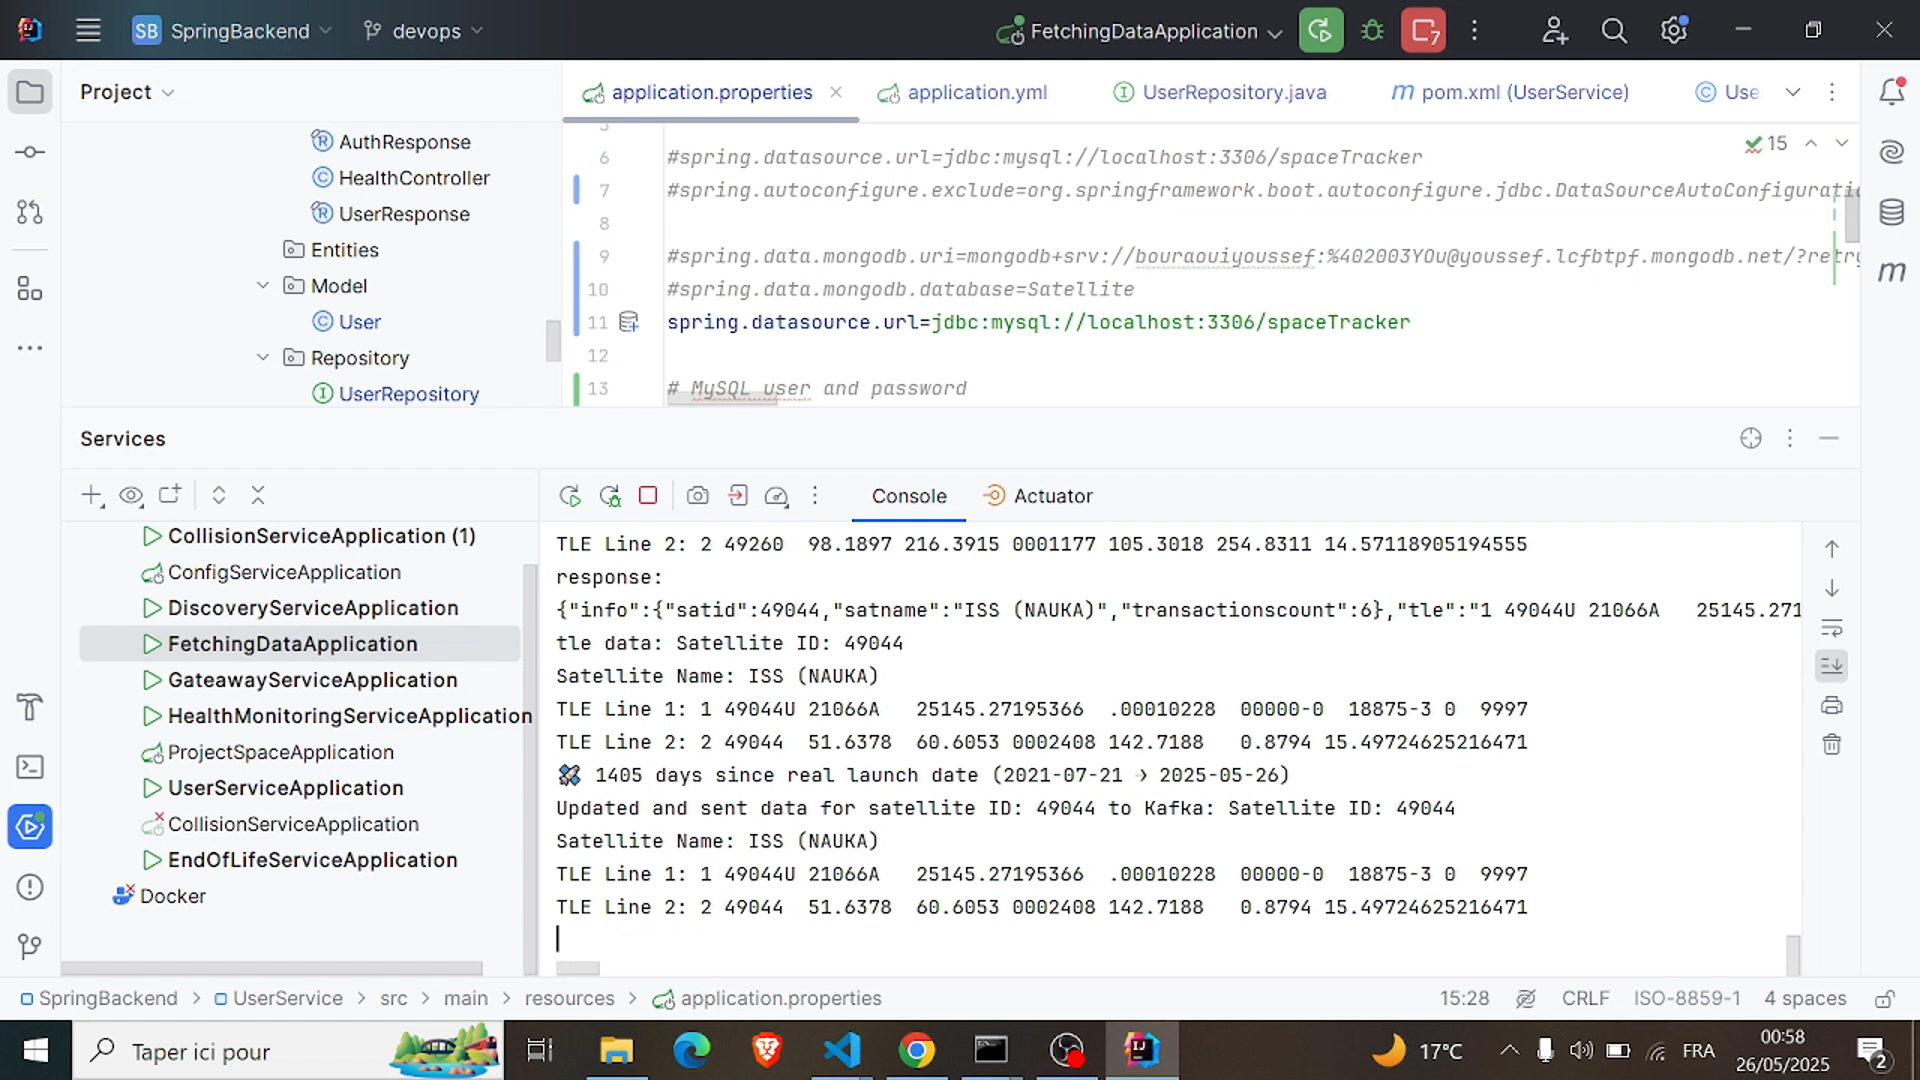 SB SpringBackend devops FetchingDataApplication 7
Project
application.properties application.yml UserRepository.java pom.xml (UserService) Use
AuthResponse
HealthController
UserResponse
Entities
Model
User
Repository
UserRepository
15
6 #spring.datasource.url=jdbc:mysql://localhost:3306/spaceTracker
7 #spring.autoconfigure.exclude=org.springframework.boot.autoconfigure.jdbc.DataSourceAutoConfiguratio
8
9 #spring.data.mongodb.uri=mongodb+srv://bouraouiyoussef:%402003YOu@youssef.lcfbtpf.mongodb.net/?retry
10 #spring.data.mongodb.database=Satellite
11 spring.datasource.url=jdbc:mysql://localhost:3306/spaceTracker
12
13 # MySQL user and password
Services
Console Actuator
CollisionServiceApplication (1)
ConfigServiceApplication
DiscoveryServiceApplication
FetchingDataApplication
GateawayServiceApplication
HealthMonitoringServiceApplication
ProjectSpaceApplication
UserServiceApplication
CollisionServiceApplication
EndOfLifeServiceApplication
Docker
TLE Line 2: 2 49260  98.1897 216.3915 0001177 105.3018 254.8311 14.57118905194555
response:
{"info":{"satid":49044,"satname":"ISS (NAUKA)","transactionscount":6},"tle":"1 49044U 21066A   25145.271
tle data: Satellite ID: 49044
Satellite Name: ISS (NAUKA)
TLE Line 1: 1 49044U 21066A   25145.27195366  .00010228  00000-0  18875-3 0  9997
TLE Line 2: 2 49044  51.6378  60.6053 0002408 142.7188   0.8794 15.49724625216471
🛰 1405 days since real launch date (2021-07-21 → 2025-05-26)
Updated and sent data for satellite ID: 49044 to Kafka: Satellite ID: 49044
Satellite Name: ISS (NAUKA)
TLE Line 1: 1 49044U 21066A   25145.27195366  .00010228  00000-0  18875-3 0  9997
TLE Line 2: 2 49044  51.6378  60.6053 0002408 142.7188   0.8794 15.49724625216471
SpringBackend > UserService > src > main > resources > application.properties 15:28 CRLF ISO-8859-1 4 spaces
Taper ici pour 17°C FRA 00:58
26/05/2025 2